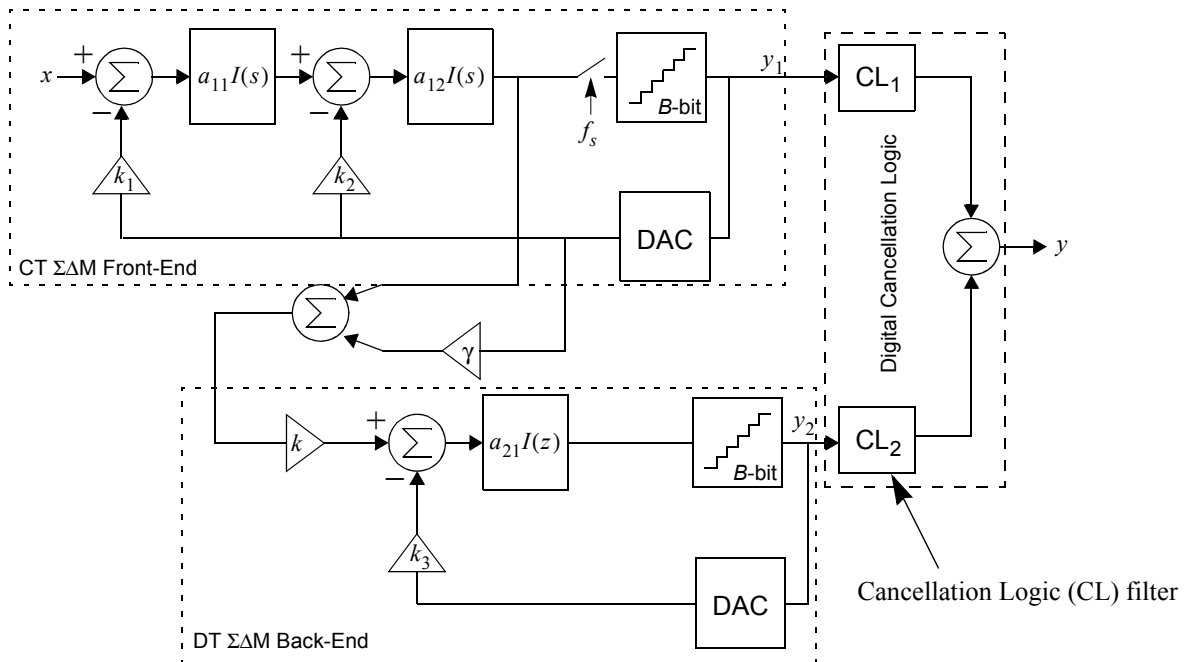 x
+
−
Σ
a₁₁I(s)
+
−
Σ
a₁₂I(s)
fₛ
B-bit
y₁
k₁
k₂
DAC
CT ΣΔM Front-End
CL₁
Digital Cancellation Logic
Σ
y
Σ
γ
k
+
−
Σ
a₂₁I(z)
B-bit
y₂
CL₂
k₃
DAC
DT ΣΔM Back-End
Cancellation Logic (CL) filter